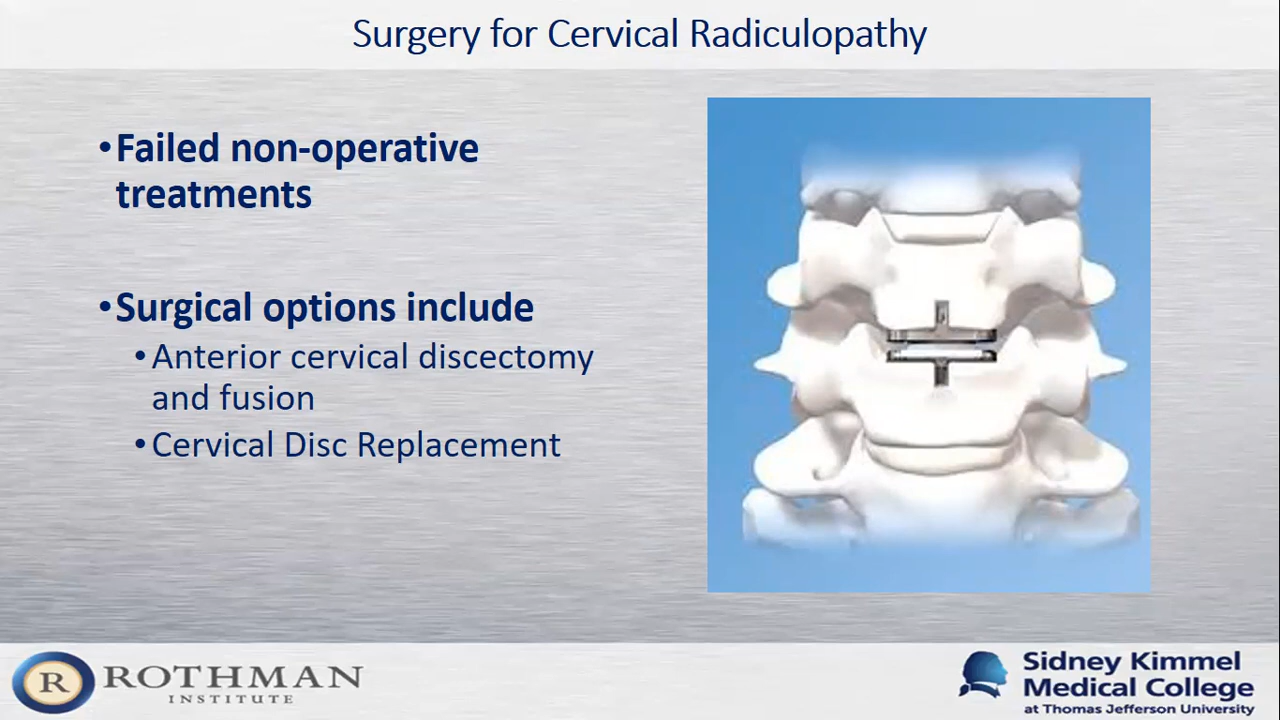 Surgery for Cervical Radiculopathy
•Failed non-operative
treatments
•Surgical options include
•Anterior cervical discectomy
and fusion
•Cervical Disc Replacement
R ROTHMAN
INSTITUTE
Sidney Kimmel
Medical College
at Thomas Jefferson University